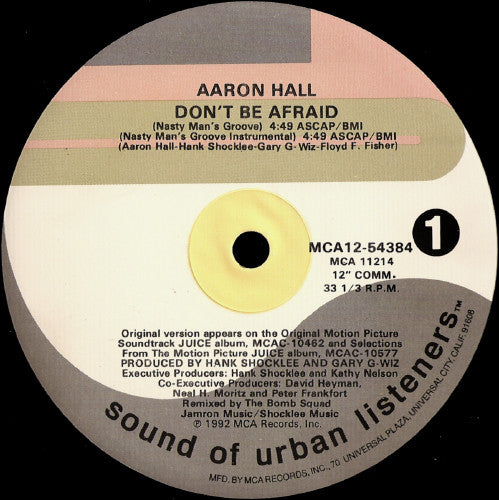 AARON HALL
DON'T BE AFRAID
(Nasty Man's Groove) 4:49 ASCAP/BMI
(Nasty Man's Groove Instrumental) 4:49 ASCAP/BMI
(Aaron Hall-Hank Shocklee-Gary G-Wiz-Floyd F. Fisher)
MCA12-54384
1
MCA 11214
12" COMM.
33 1/3 R.P.M.
Original version appears on the Original Motion Picture
Soundtrack JUICE album, MCAC-10462 and Selections
From The Motion Picture JUICE album, MCAC-10577
PRODUCED BY HANK SHOCKLEE AND GARY G-WIZ
Executive Producers: Hank Shocklee and Kathy Nelson
Co-Executive Producers: David Heyman,
Neal H. Moritz and Peter Frankfort
Remixed by The Bomb Squad
Jamron Music/Shocklee Music
℗ 1992 MCA Records, Inc.
sound of urban listeners™
MFD. BY MCA RECORDS, INC., 70 UNIVERSAL PLAZA, UNIVERSAL CITY, CALIF. 91608